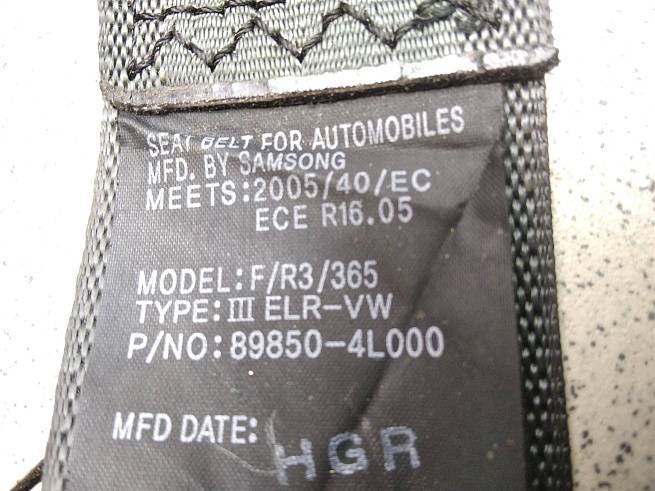 SEAT BELT FOR AUTOMOBILES
MFD. BY SAMSONG
MEETS:2005/40/EC
ECE R16.05
MODEL:F/R3/365
TYPE:III ELR-VW
P/NO:89850-4L000
MFD DATE:
HGR